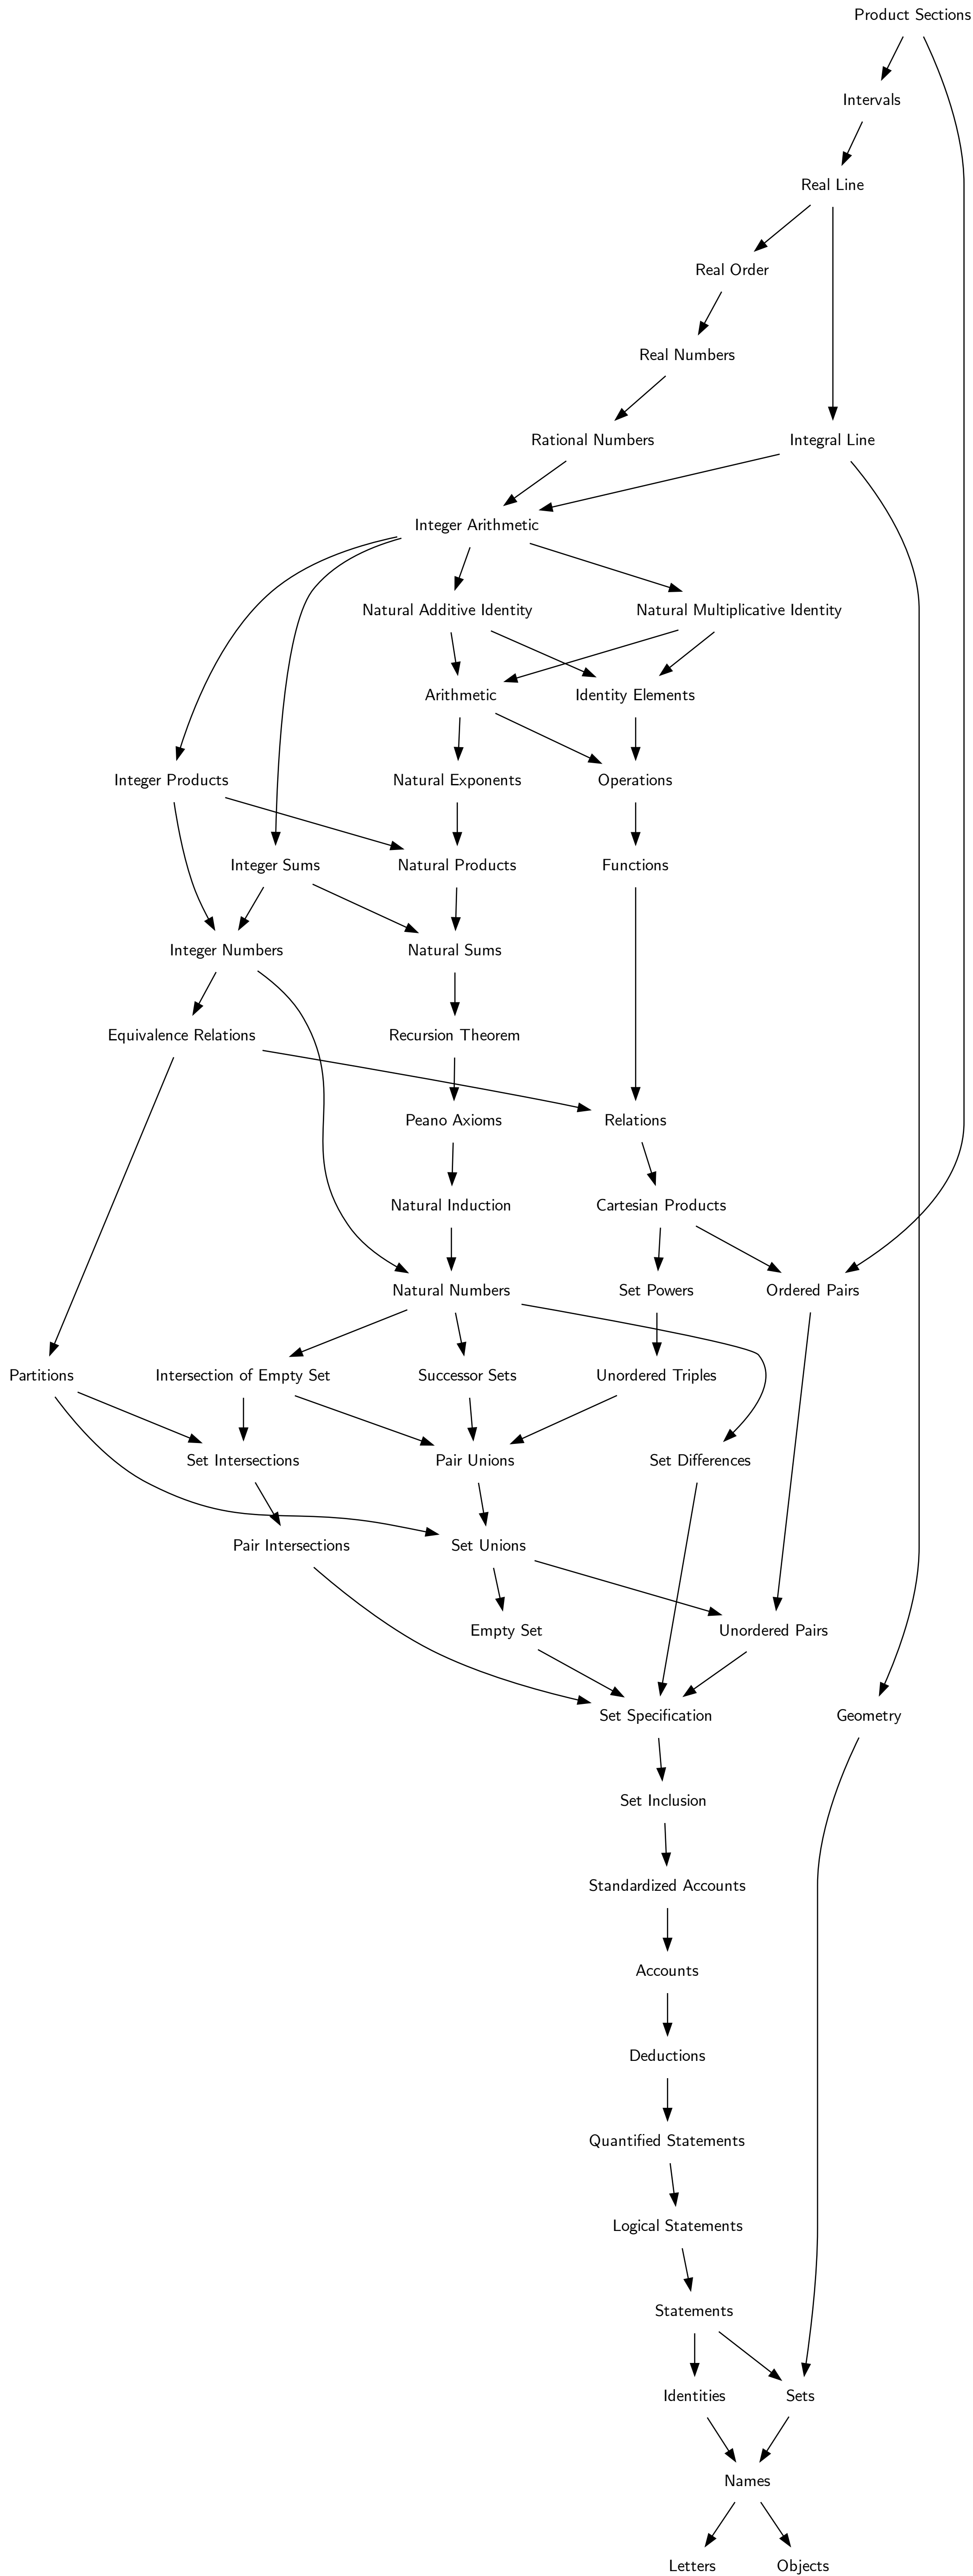 Product Sections
Intervals
Real Line
Real Order
Real Numbers
Rational Numbers
Integral Line
Integer Arithmetic
Natural Additive Identity
Natural Multiplicative Identity
Arithmetic
Identity Elements
Integer Products
Natural Exponents
Operations
Integer Sums
Natural Products
Functions
Integer Numbers
Natural Sums
Equivalence Relations
Recursion Theorem
Peano Axioms
Relations
Natural Induction
Cartesian Products
Natural Numbers
Set Powers
Ordered Pairs
Partitions
Intersection of Empty Set
Successor Sets
Unordered Triples
Set Intersections
Pair Unions
Set Differences
Pair Intersections
Set Unions
Empty Set
Unordered Pairs
Set Specification
Geometry
Set Inclusion
Standardized Accounts
Accounts
Deductions
Quantified Statements
Logical Statements
Statements
Identities
Sets
Names
Letters
Objects